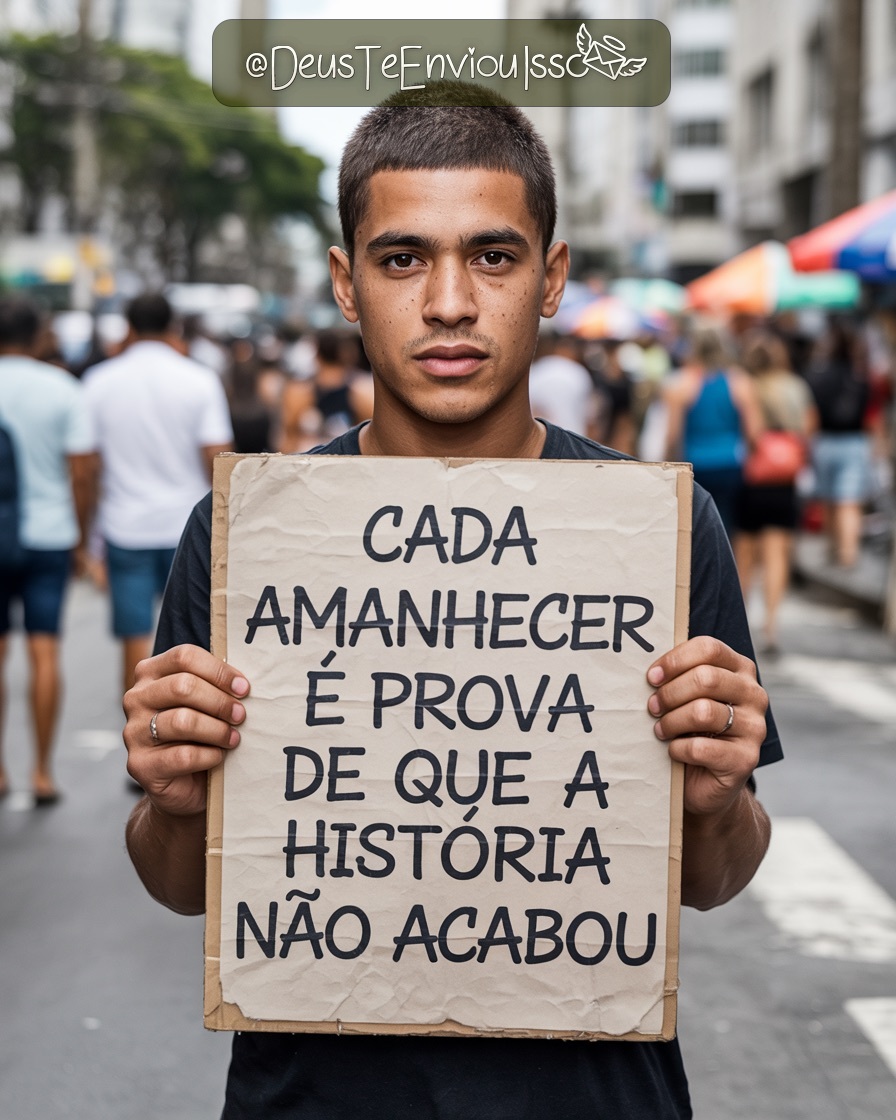 @DeusTeEnviouIsso
CADA
AMANHECER
É PROVA
DE QUE A
HISTÓRIA
NÃO ACABOU